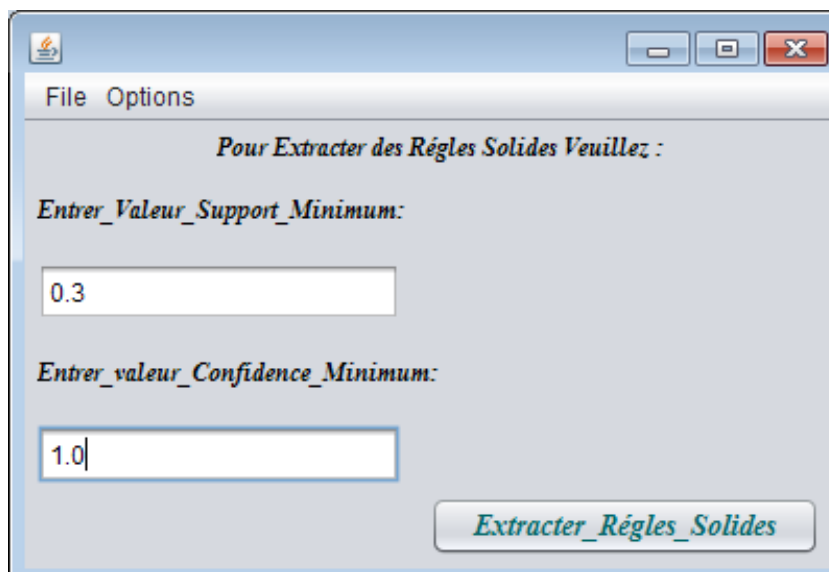 File Options
Pour Extracter des Régles Solides Veuillez :
Entrer_Valeur_Support_Minimum:
0.3
Entrer_valeur_Confidence_Minimum:
1.0
Extracter_Régles_Solides